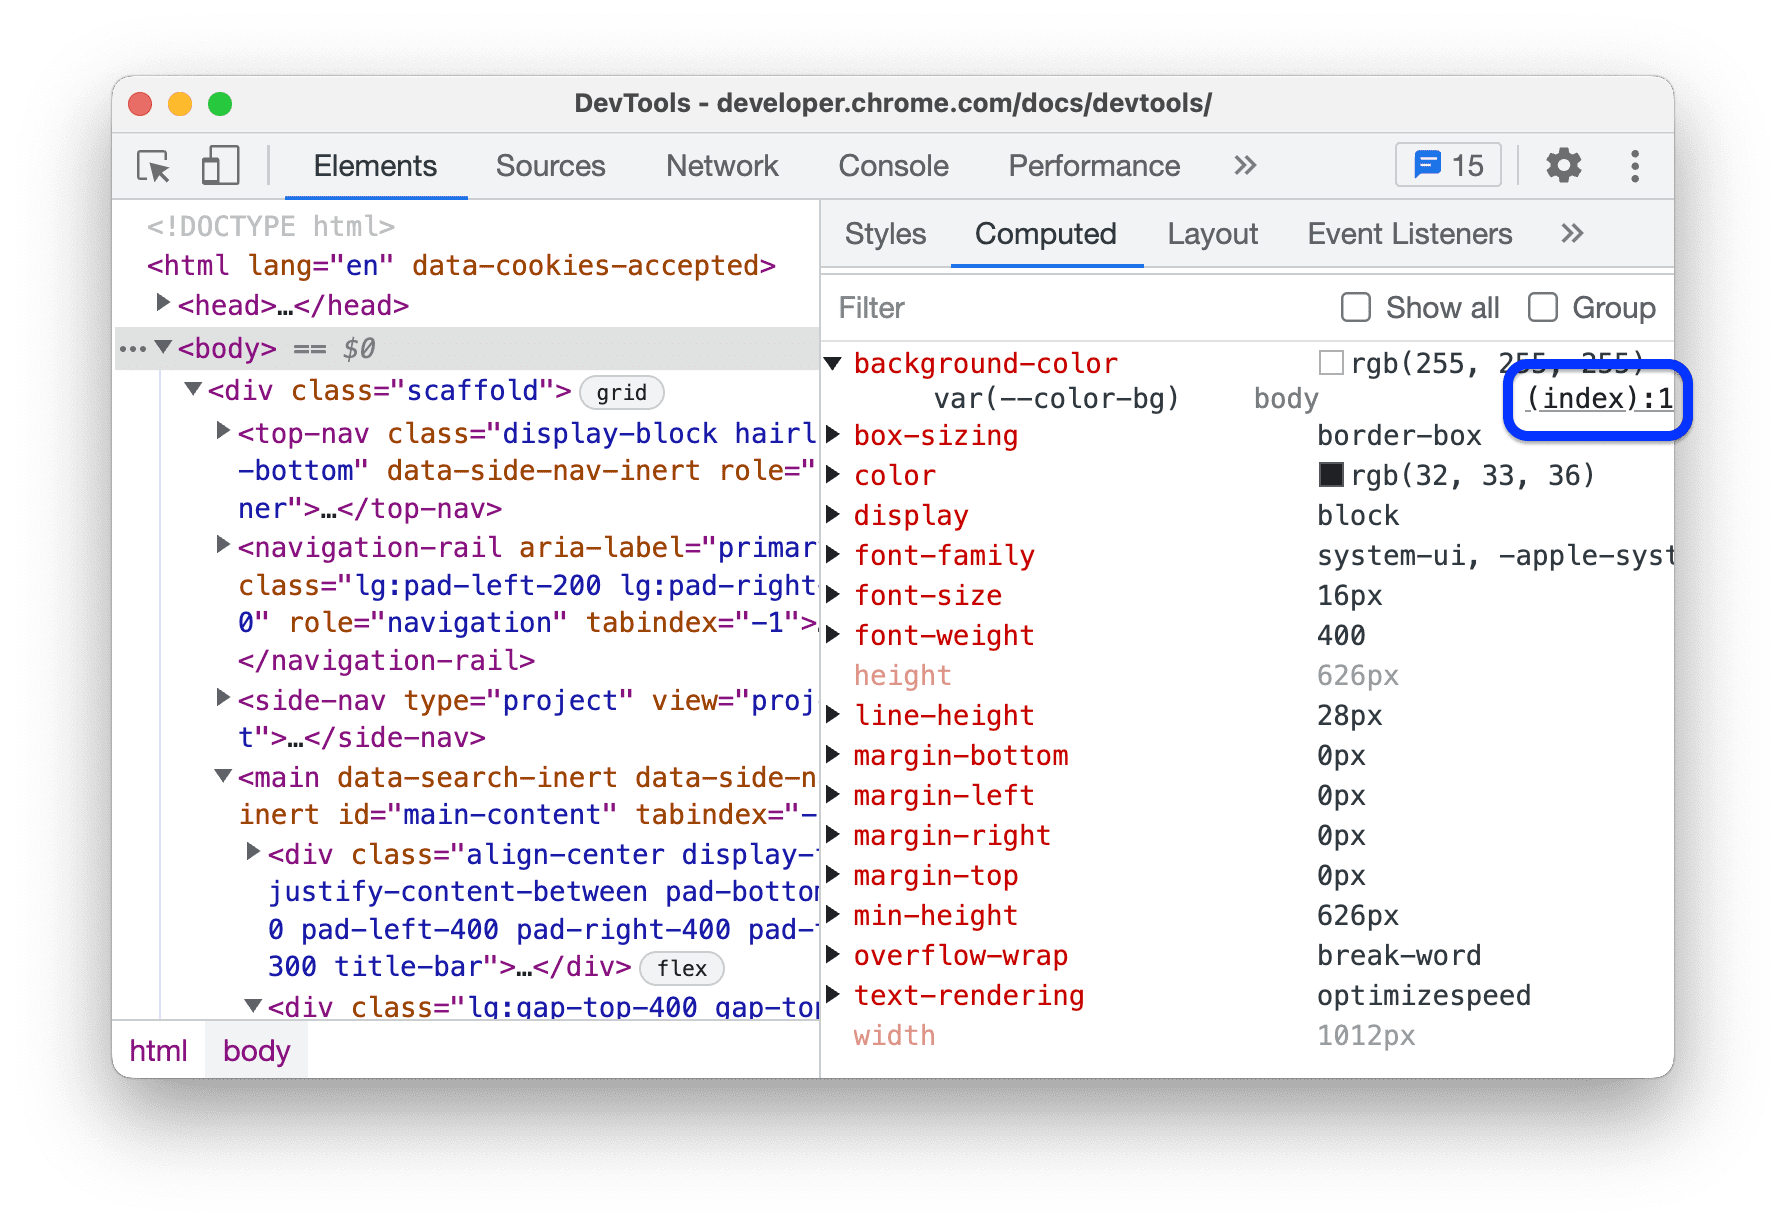 DevTools - developer.chrome.com/docs/devtools/
Elements Sources Network Console Performance » 15
<!DOCTYPE html>
<html lang="en" data-cookies-accepted>
<head>…</head>
<body> == $0
<div class="scaffold"> grid
<top-nav class="display-block hairl
-bottom" data-side-nav-inert role="
ner">…</top-nav>
<navigation-rail aria-label="primar
class="lg:pad-left-200 lg:pad-right-
0" role="navigation" tabindex="-1">…
</navigation-rail>
<side-nav type="project" view="proj
t">…</side-nav>
<main data-search-inert data-side-n
inert id="main-content" tabindex="-
<div class="align-center display-
justify-content-between pad-bottom
0 pad-left-400 pad-right-400 pad-
300 title-bar">…</div> flex
<div class="lg:gap-top-400 gap-top
html body
Styles Computed Layout Event Listeners »
Filter Show all Group
background-color rgb(255, 255, 255)
var(--color-bg) body (index):1
box-sizing border-box
color rgb(32, 33, 36)
display block
font-family system-ui, -apple-syst
font-size 16px
font-weight 400
height 626px
line-height 28px
margin-bottom 0px
margin-left 0px
margin-right 0px
margin-top 0px
min-height 626px
overflow-wrap break-word
text-rendering optimizespeed
width 1012px